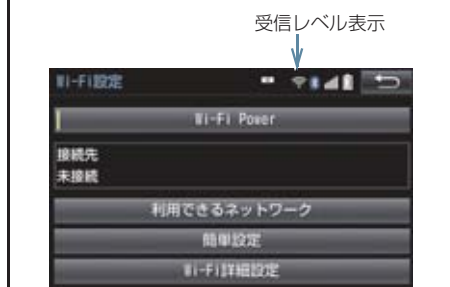 受信レベル表示
Wi-Fi設定
Wi-Fi Power
接続先
未接続
利用できるネットワーク
簡単設定
Wi-Fi詳細設定